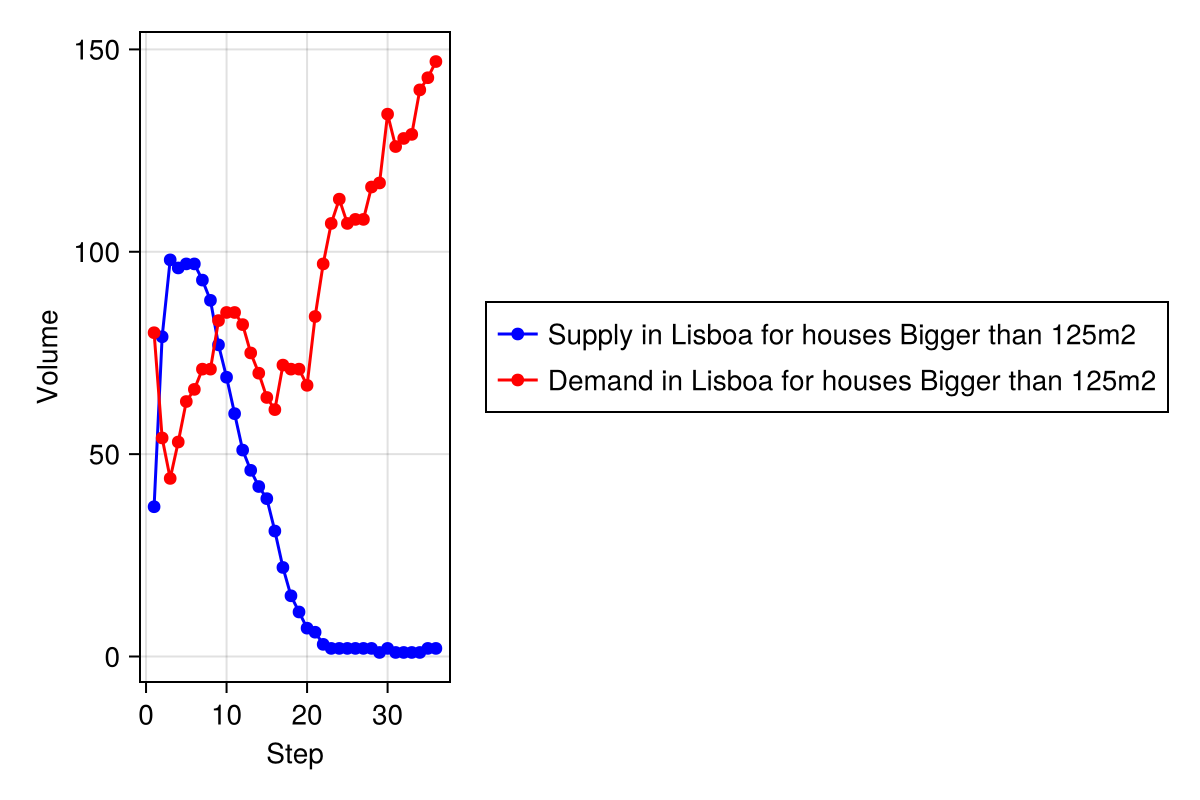 150
100
50
0
Volume
0 10 20 30
Step
Supply in Lisboa for houses Bigger than 125m2
Demand in Lisboa for houses Bigger than 125m2